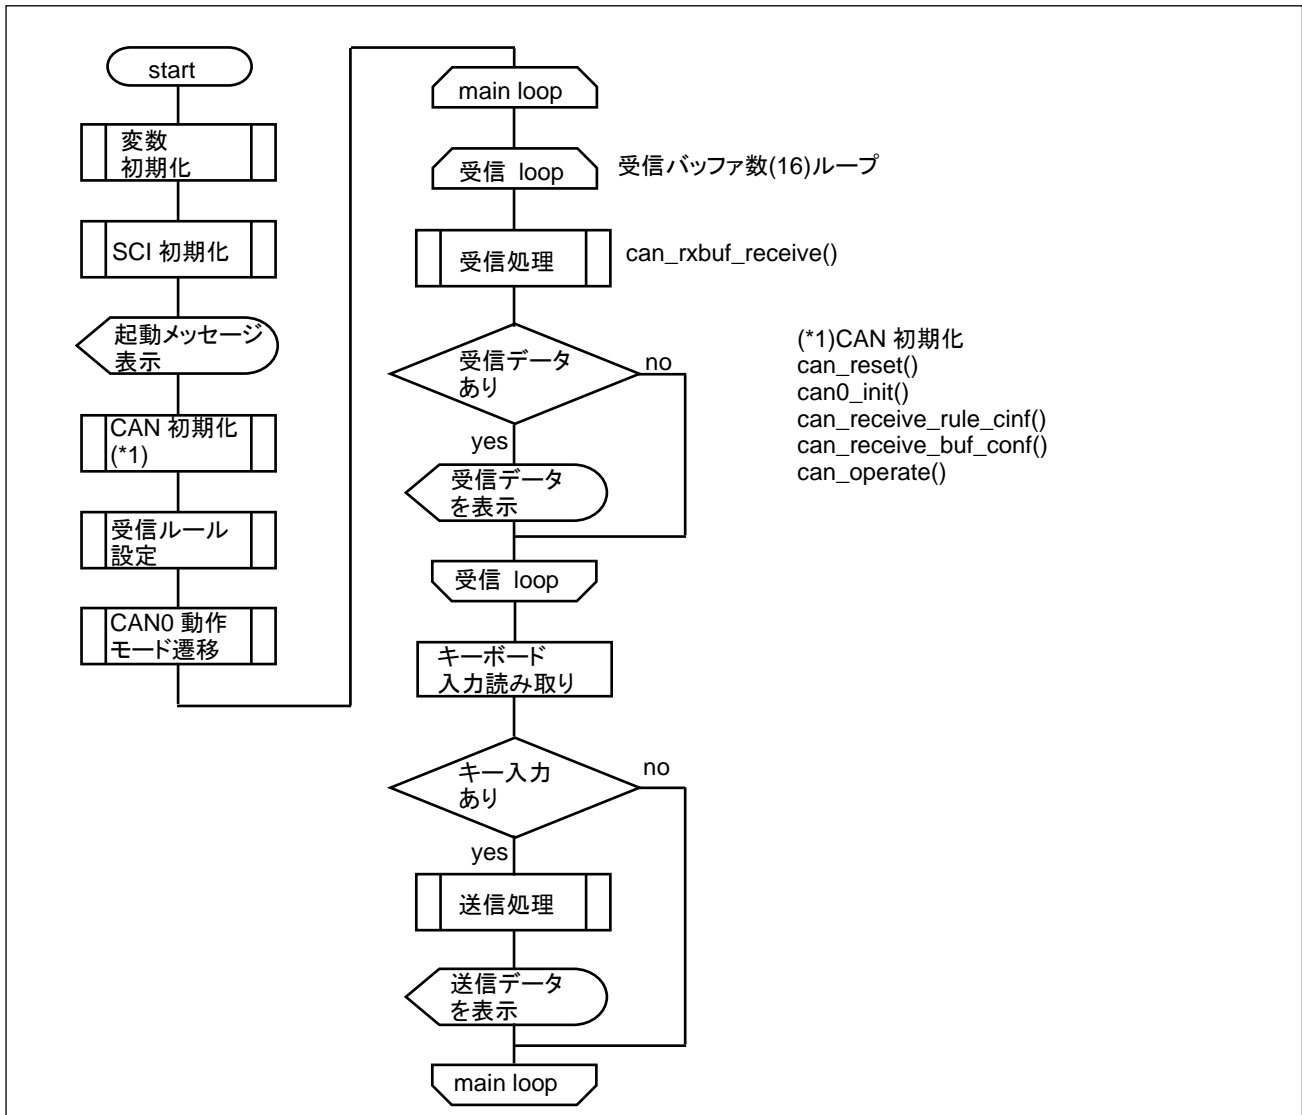 start
変数
初期化
SCI 初期化
起動メッセージ
表示
CAN 初期化
(*1)
受信ルール
設定
CAN0 動作
モード遷移
main loop
受信 loop
受信バッファ数(16)ループ
受信処理
can_rxbuf_receive()
受信データ
あり
no
yes
受信データ
を表示
受信 loop
キーボード
入力読み取り
キー入力
あり
no
yes
送信処理
送信データ
を表示
main loop
(*1)CAN 初期化
can_reset()
can0_init()
can_receive_rule_cinf()
can_receive_buf_conf()
can_operate()